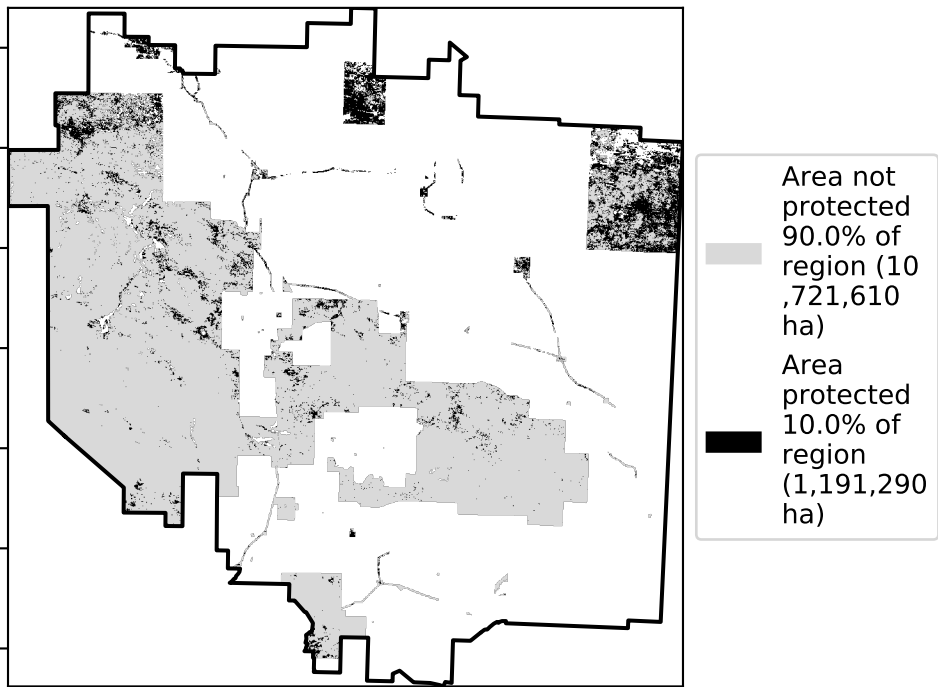 Area not
protected
90.0% of
region (10
,721,610
ha)
Area
protected
10.0% of
region
(1,191,290
ha)